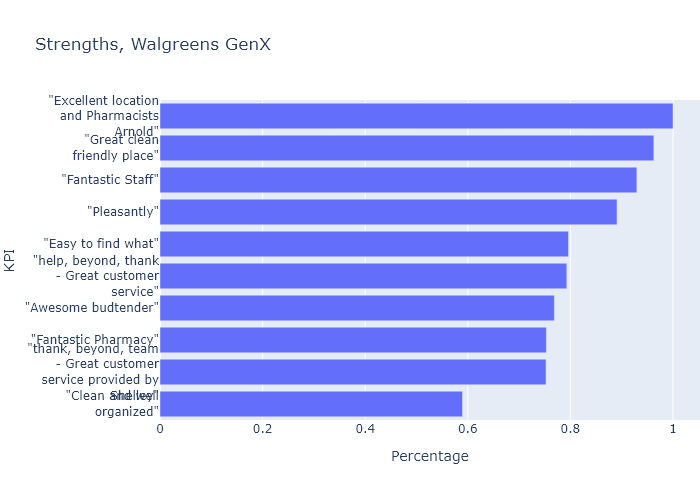 Strengths, Walgreens GenX
"Excellent location
and Pharmacists
Arnold"
"Great clean
friendly place"
"Fantastic Staff"
"Pleasantly"
"Easy to find what"
"help, beyond, thank
- Great customer
service"
"Awesome budtender"
"Fantastic Pharmacy"
"thank, beyond, team
- Great customer
service provided by
Shelley"
"Clean and well
organized"
KPI
0 0.2 0.4 0.6 0.8 1
Percentage